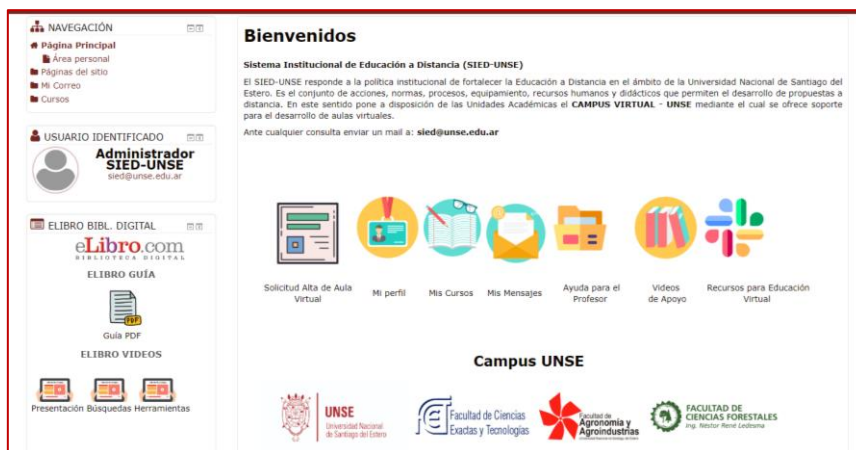 NAVEGACIÓN
Página Principal
Área personal
Páginas del sitio
Mi Correo
Cursos
USUARIO IDENTIFICADO
Administrador
SIED-UNSE
sied@unse.edu.ar
ELIBRO BIBL. DIGITAL
eLibro.com
BIBLIOTECA DIGITAL
ELIBRO GUÍA
PDF
Guía PDF
ELIBRO VIDEOS
Presentación Búsquedas Herramientas
Bienvenidos
Sistema Institucional de Educación a Distancia (SIED-UNSE)
El SIED-UNSE responde a la política institucional de fortalecer la Educación a Distancia en el ámbito de la Universidad Nacional de Santiago del
Estero. Es el conjunto de acciones, normas, procesos, equipamiento, recursos humanos y didácticos que permiten el desarrollo de propuestas a
distancia. En este sentido pone a disposición de las Unidades Académicas el CAMPUS VIRTUAL - UNSE mediante el cual se ofrece soporte
para el desarrollo de aulas virtuales.
Ante cualquier consulta enviar un mail a: sied@unse.edu.ar
Solicitud Alta de Aula
Virtual
Mi perfil
Mis Cursos
Mis Mensajes
Ayuda para el
Profesor
Videos
de Apoyo
Recursos para Educación
Virtual
Campus UNSE
UNSE
Universidad Nacional
de Santiago del Estero
Facultad de Ciencias
Exactas y Tecnologías
Facultad de
Agronomía y
Agroindustrias
FACULTAD DE
CIENCIAS FORESTALES
Ing. Néstor René Ledesma